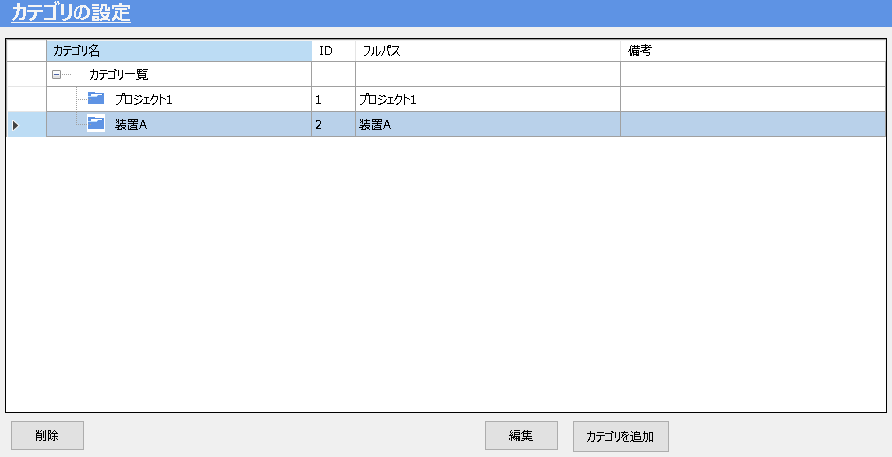 カテゴリの設定
カテゴリ名 ID フルパス 備考
カテゴリ一覧
プロジェクト1 1 プロジェクト1
装置A 2 装置A
削除 編集 カテゴリを追加